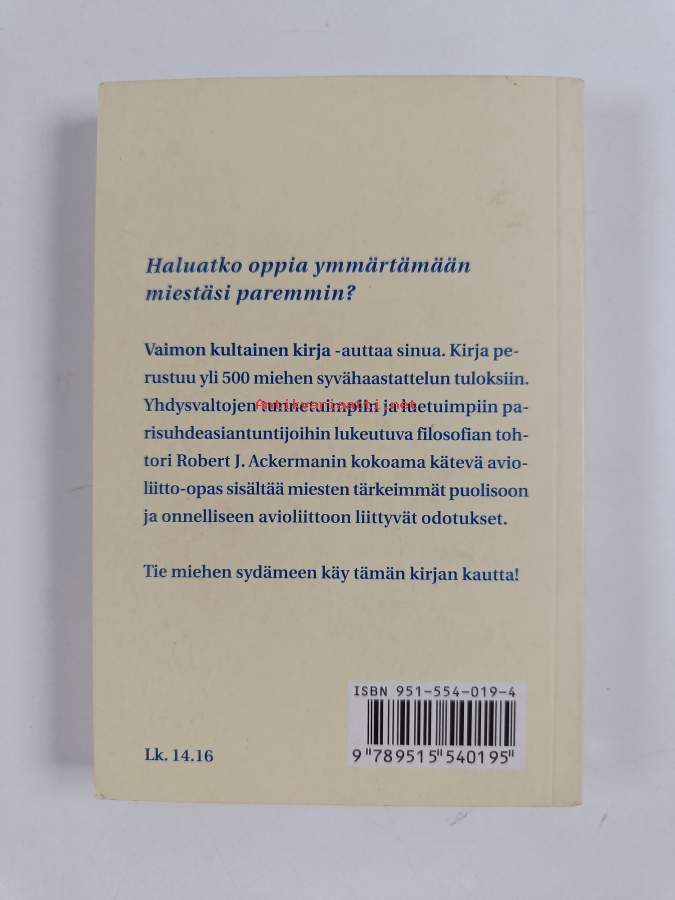 Haluatko oppia ymmärtämään
miestäsi paremmin?
Vaimon kultainen kirja -auttaa sinua. Kirja pe-
rustuu yli 500 miehen syvähaastattelun tuloksiin.
Antikvariaatti.net
Yhdysvaltojen tunnetuimpiin ja luetuimpiin pa-
risuhdeasiantuntijoihin lukeutuva filosofian toh-
tori Robert J. Ackermanin kokoama kätevä avio-
liitto-opas sisältää miesten tärkeimmät puolisoon
ja onnelliseen avioliittoon liittyvät odotukset.
Tie miehen sydämeen käy tämän kirjan kautta!
ISBN 951-554-019-4
9 789515 540195
Lk. 14.16